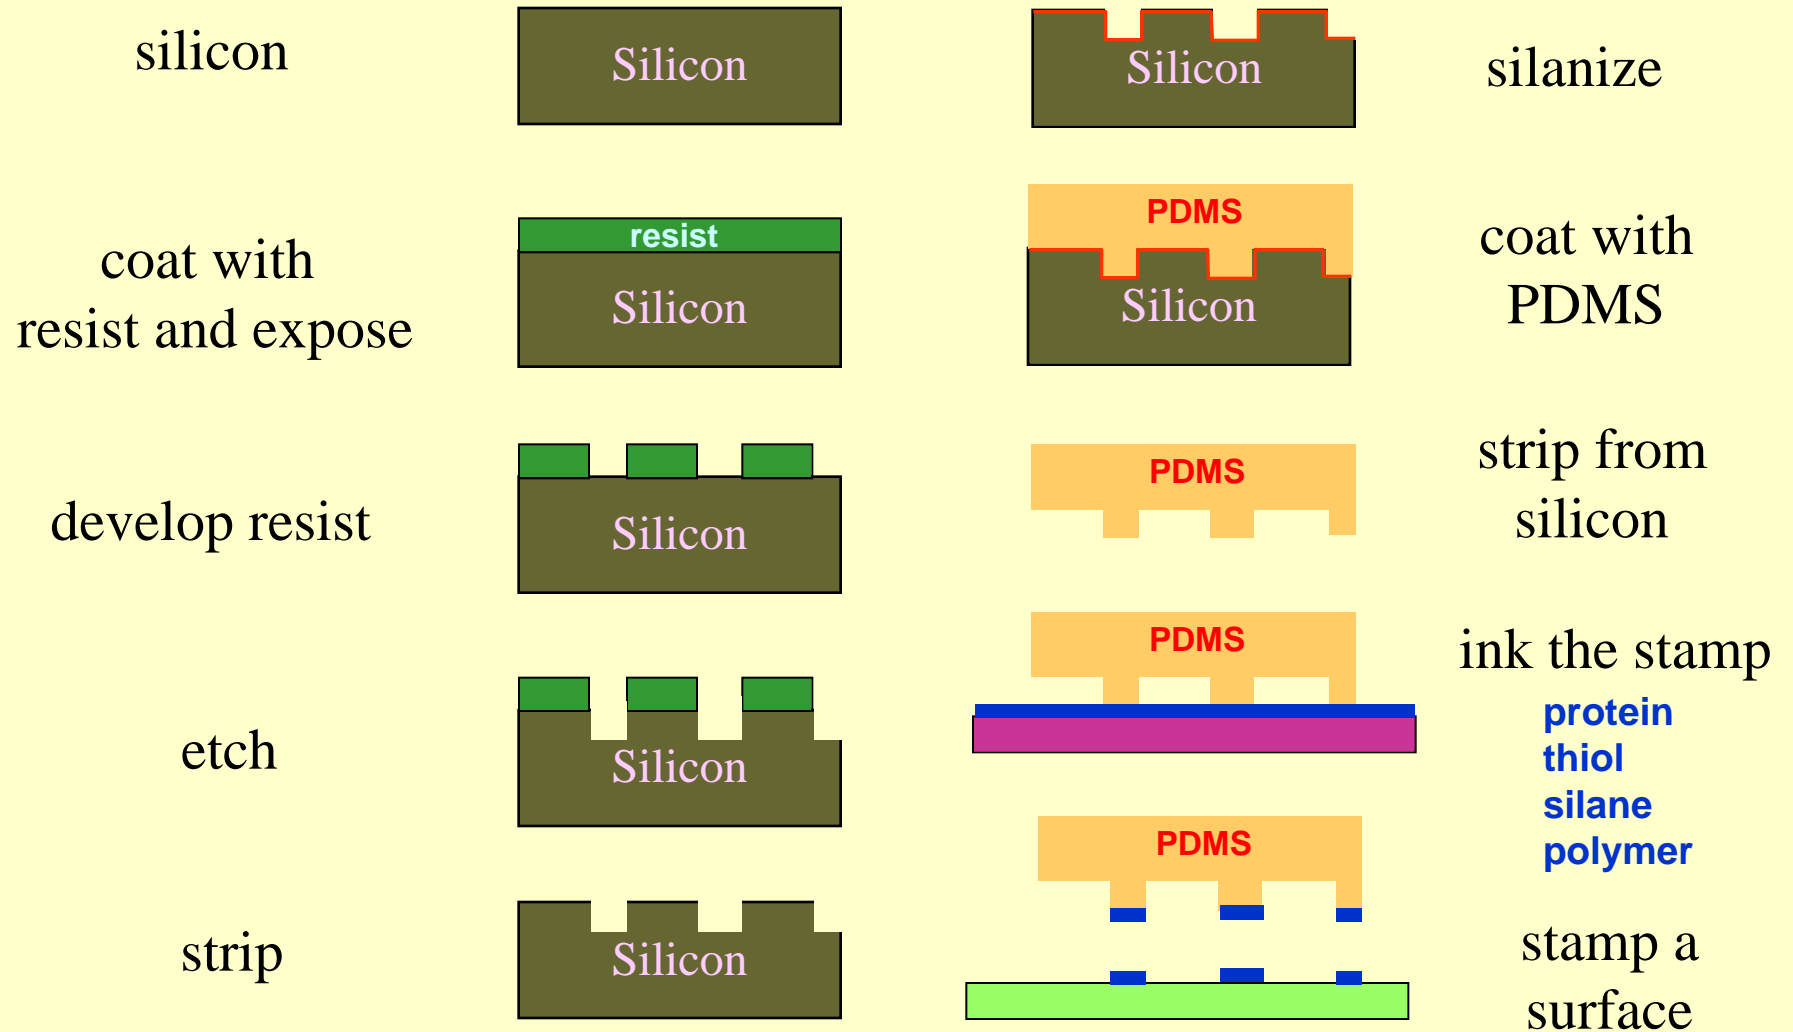 silicon
Silicon
coat with
resist and expose
resist
Silicon
develop resist
Silicon
etch
Silicon
strip
Silicon
Silicon
silanize
PDMS
Silicon
coat with
PDMS
PDMS
strip from
silicon
PDMS
ink the stamp
protein
thiol
silane
polymer
PDMS
stamp a
surface